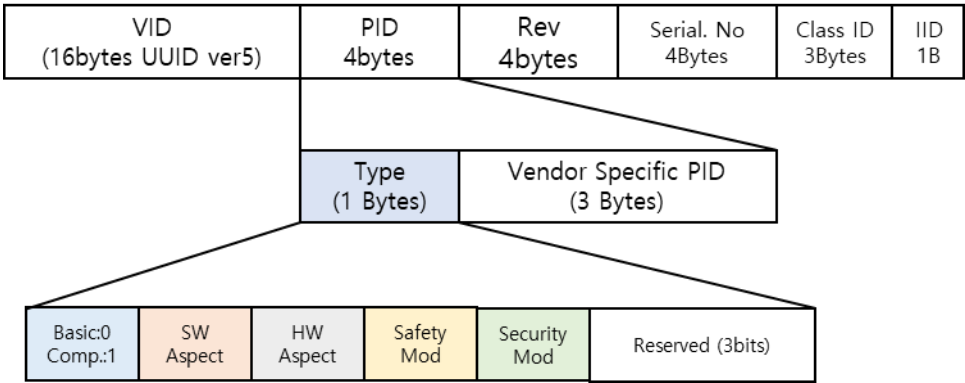 VID
(16bytes UUID ver5)
PID
4bytes
Rev
4bytes
Serial. No
4Bytes
Class ID
3Bytes
IID
1B
Type
(1 Bytes)
Vendor Specific PID
(3 Bytes)
Basic:0
Comp.:1
SW
Aspect
HW
Aspect
Safety
Mod
Security
Mod
Reserved (3bits)